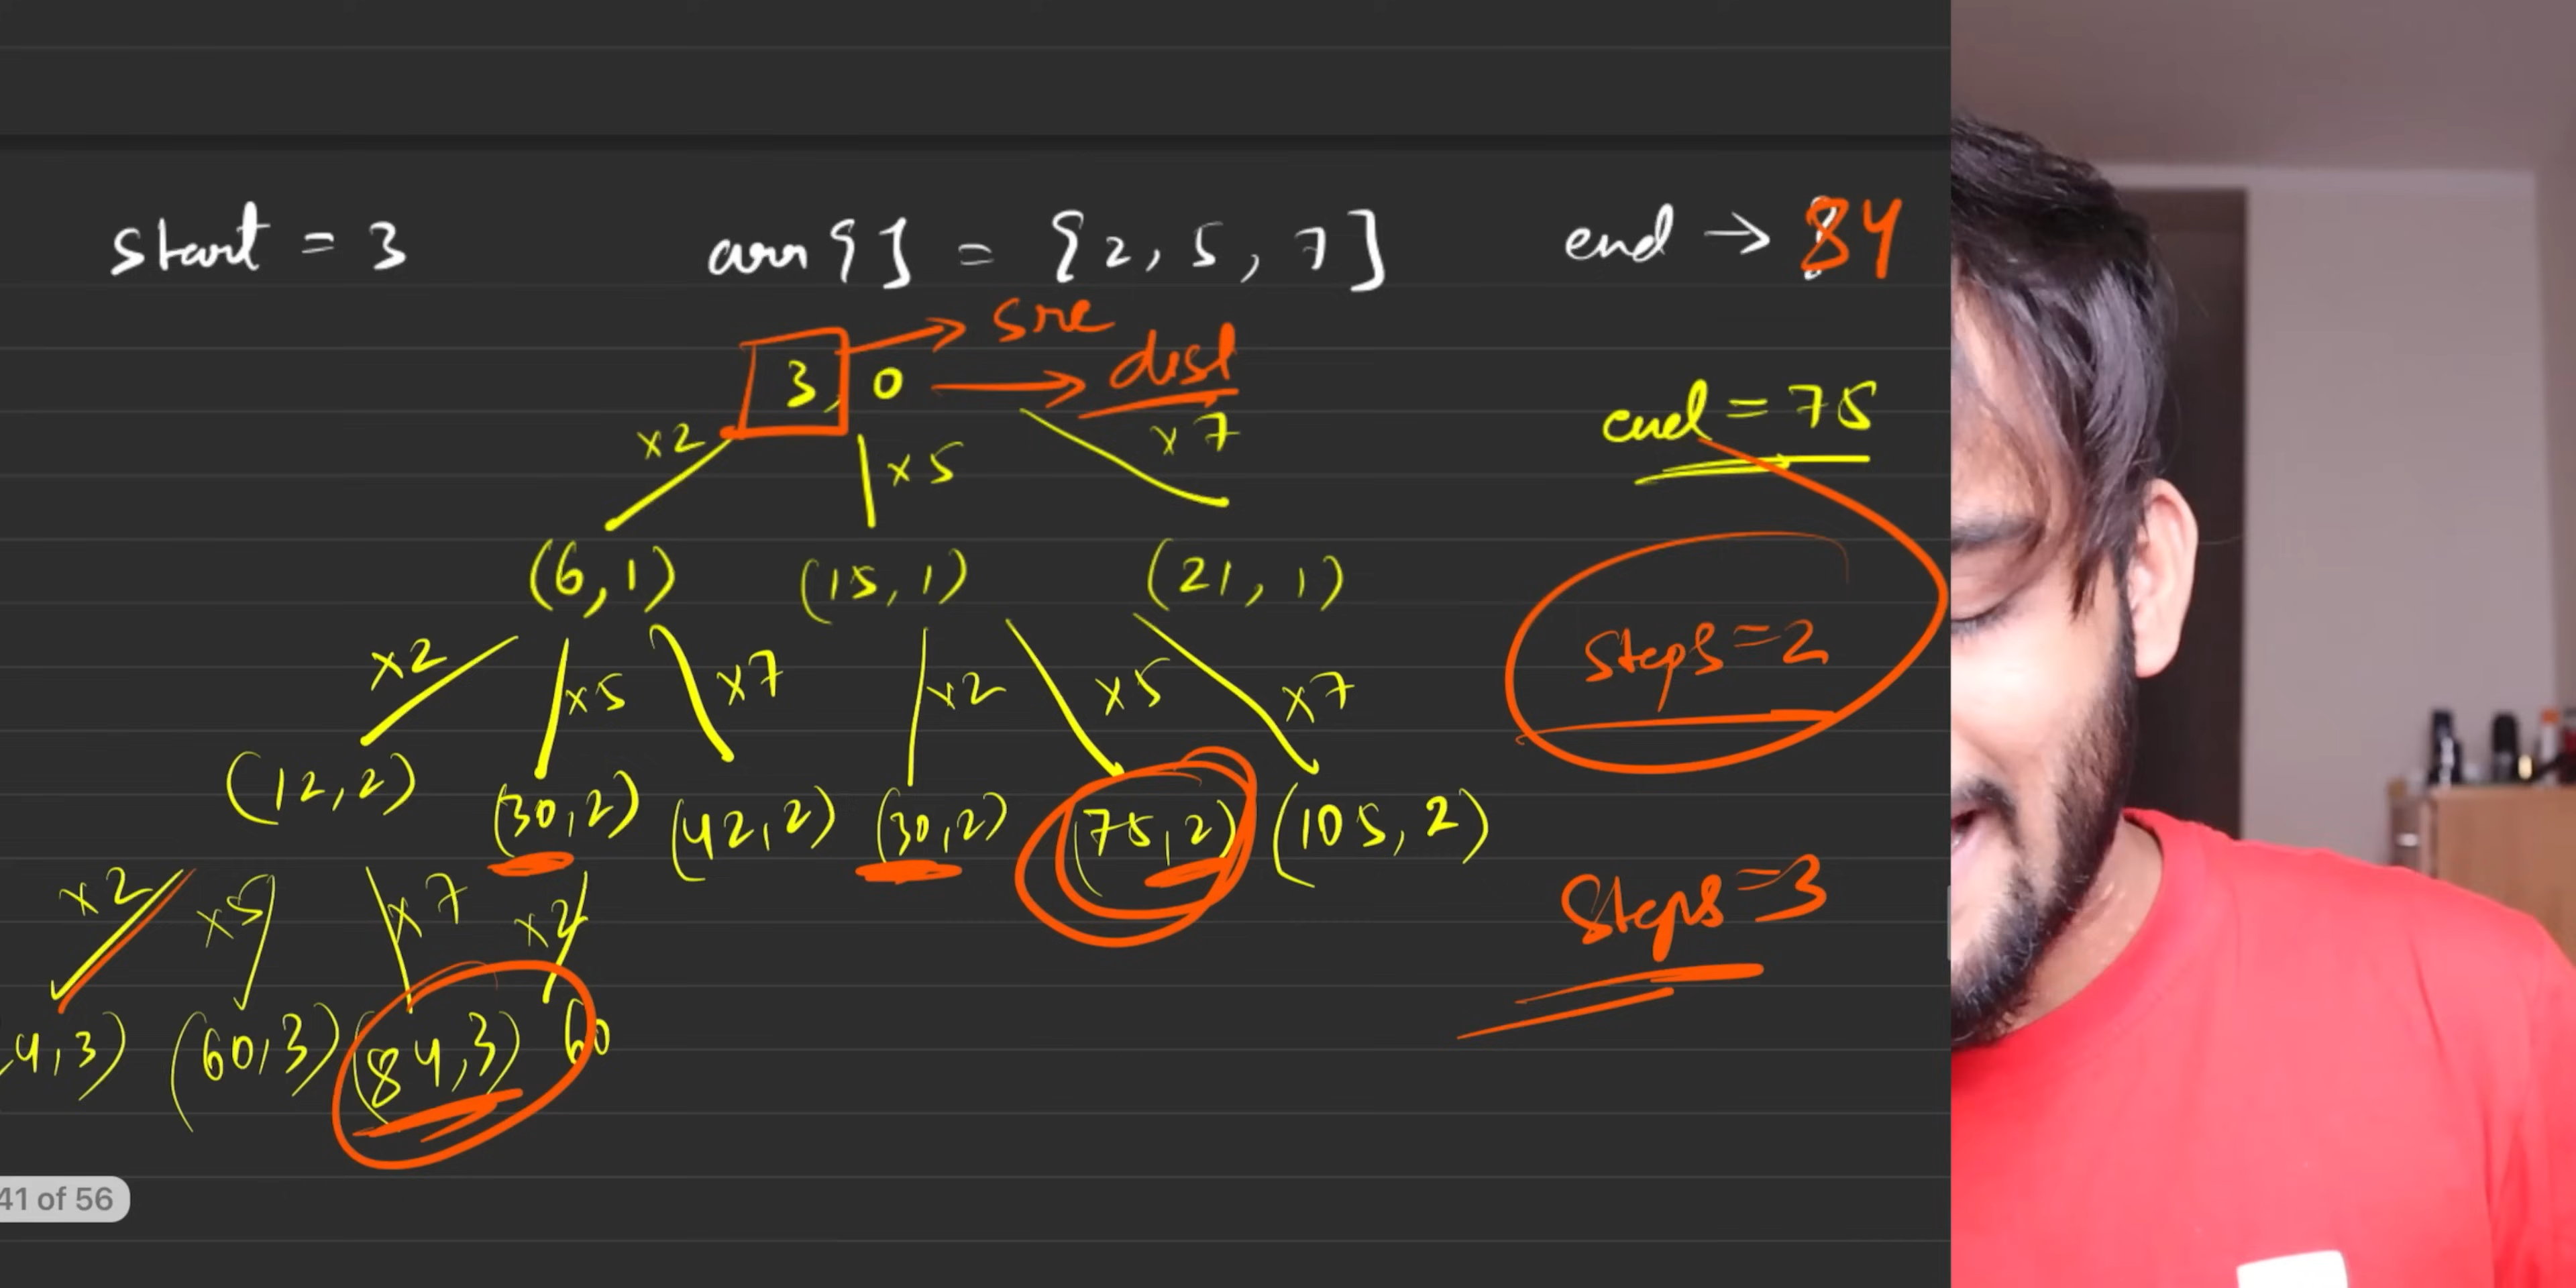 start = 3 arr[] = {2, 5, 7} end → 84
src
3, 0 dist
end = 75
x2 x5 x7
(6, 1) (15, 1) (21, 1)
Steps = 2
x2 x5 x7 x2 x5 x7
(12, 2) (30, 2) (42, 2) (30, 2) (75, 2) (105, 2)
Steps = 3
x2 x5 x7 x2
4, 3) (60, 3) (84, 3) 60
41 of 56